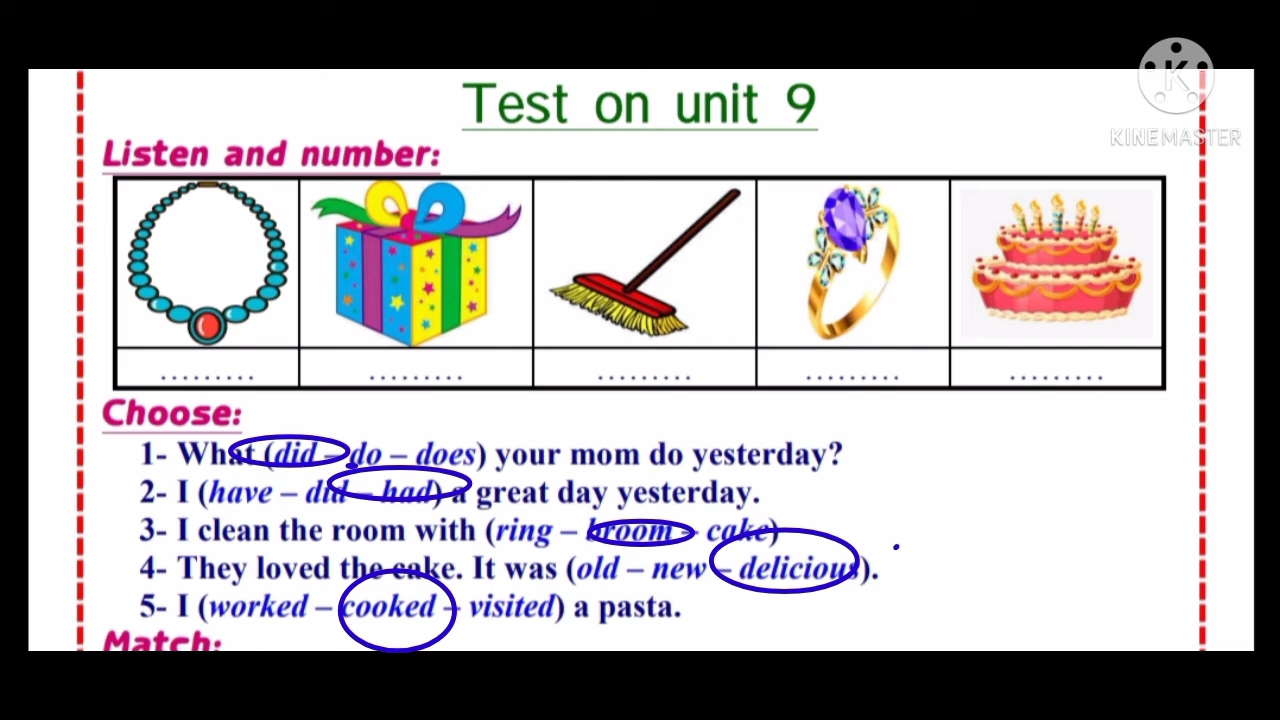 K
KINEMASTER
Test on unit 9
Listen and number:
.........  .........  .........  .........  .........
Choose:
1- What (did – do – does) your mom do yesterday?
2- I (have – did – had) a great day yesterday.
3- I clean the room with (ring – broom – cake)
4- They loved the cake. It was (old – new – delicious).
5- I (worked – cooked – visited) a pasta.
Match: